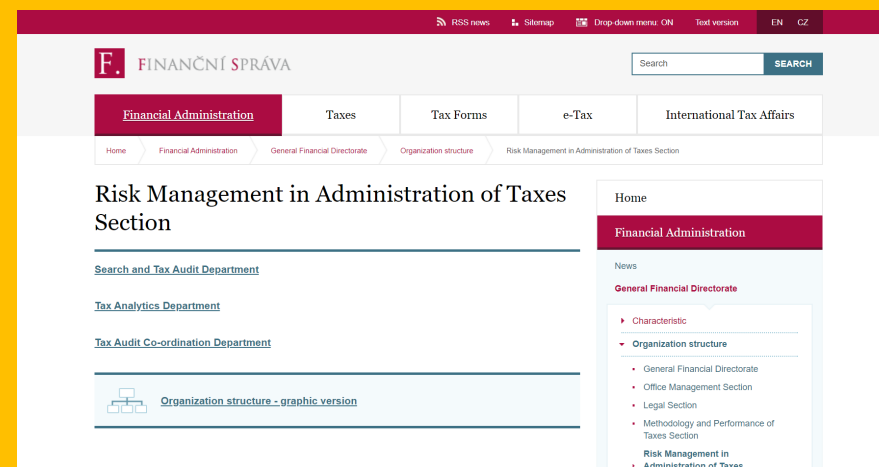 RSS news Sitemap Drop-down menu: ON Text version EN CZ
F. FINANČNÍ SPRÁVA
Search SEARCH
Financial Administration Taxes Tax Forms e-Tax International Tax Affairs
Home Financial Administration General Financial Directorate Organization structure Risk Management in Administration of Taxes Section
Risk Management in Administration of Taxes
Section
Search and Tax Audit Department
Tax Analytics Department
Tax Audit Co-ordination Department
Organization structure - graphic version
Home
Financial Administration
News
General Financial Directorate
Characteristic
Organization structure
General Financial Directorate
Office Management Section
Legal Section
Methodology and Performance of
Taxes Section
Risk Management in
Administration of Taxes